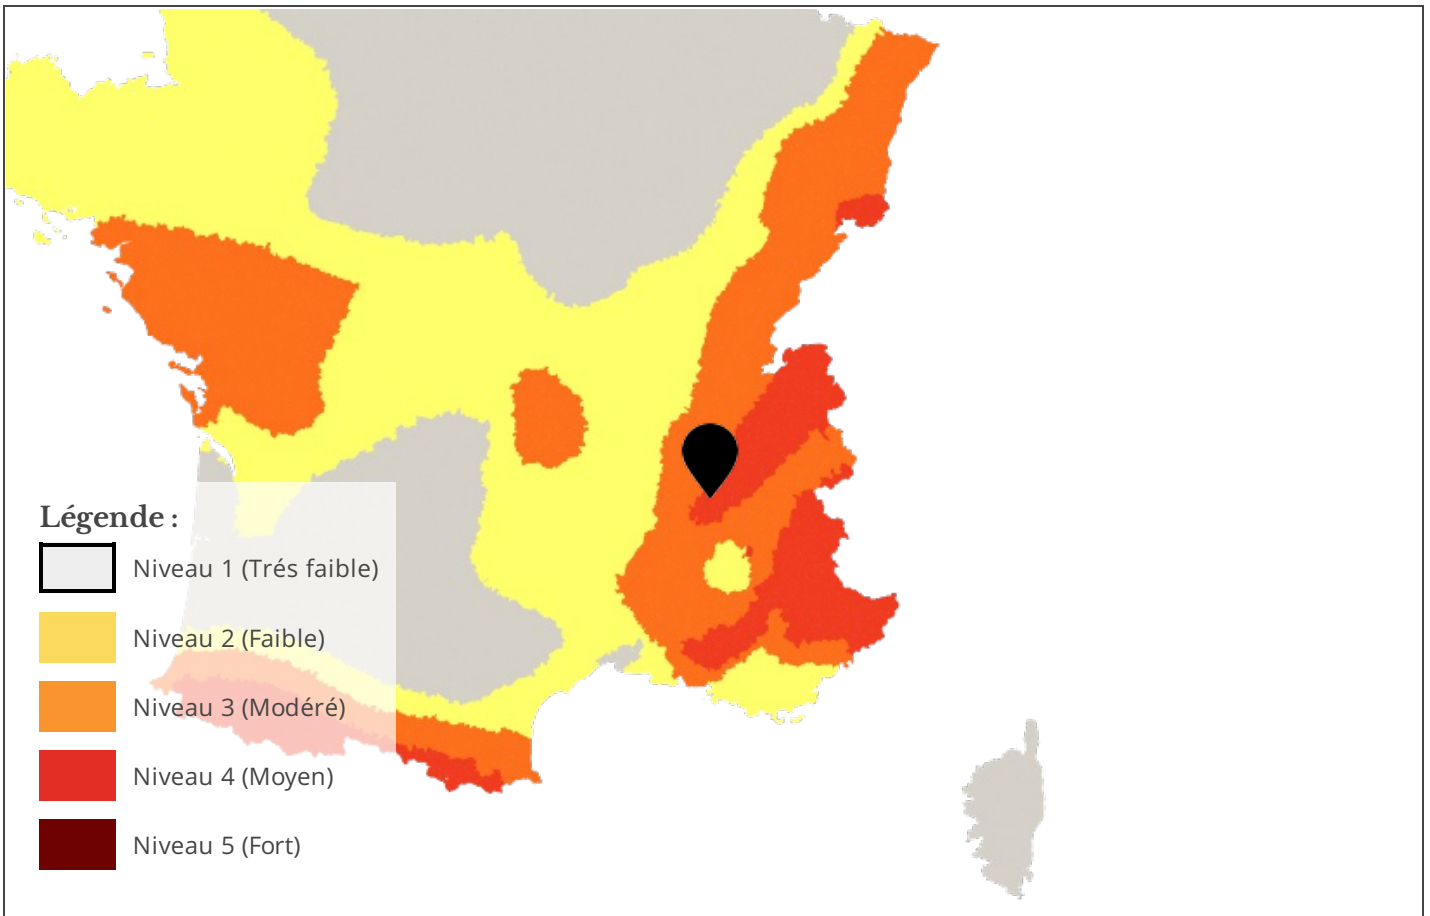 Légende :
Niveau 1 (Trés faible)
Niveau 2 (Faible)
Niveau 3 (Modéré)
Niveau 4 (Moyen)
Niveau 5 (Fort)